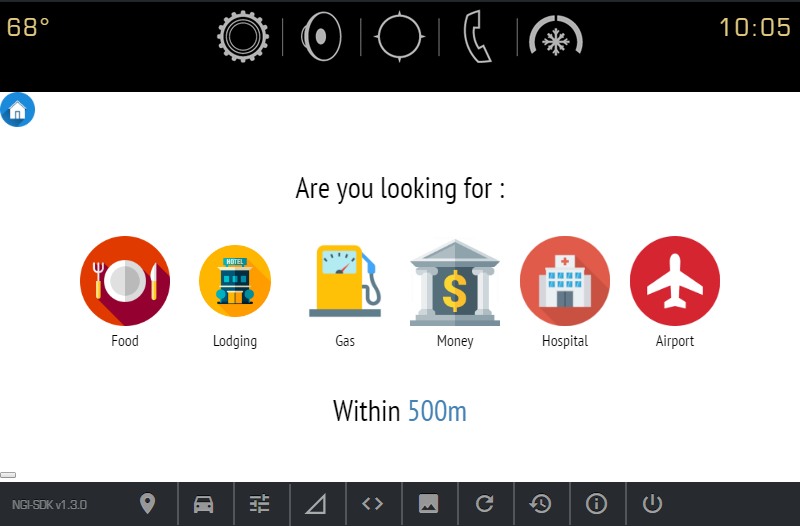 68°
10:05
Are you looking for :
HOTEL
Food
Lodging
Gas
Money
Hospital
Airport
Within 500m
NGI-SDK v1.3.0